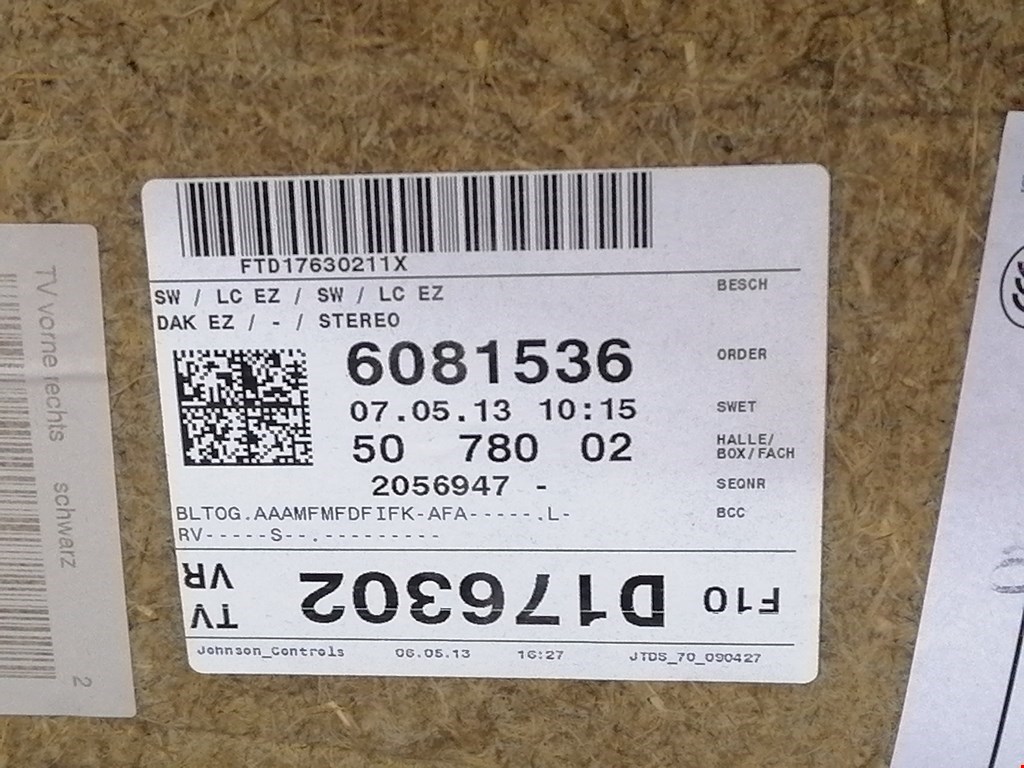 FTD17630211X
SW / LC EZ / SW / LC EZ
BESCH
DAK EZ / - / STEREO
6081536 ORDER
07.05.13 10:15 SWET
50 780 02 HALLE/
BOX/FACH
2056947 - SEQNR
BLTOG.AAAMFMFDFIFK-AFA-----.L- BCC
RV-----S--.----------
F10 D176302 TV
VR
Johnson_Controls 06.05.13 16:27 JTDS_70_090427
TV vorne rechts schwarz 2